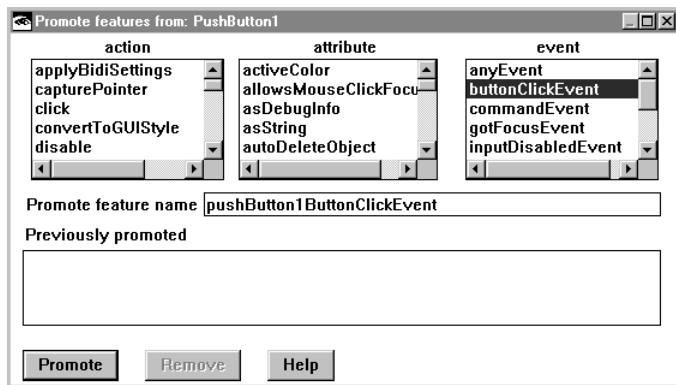 Promote features from: PushButton1
action
attribute
event
applyBidiSettings
capturePointer
click
convertToGUIStyle
disable
activeColor
allowsMouseClickFocu
asDebugInfo
asString
autoDeleteObject
anyEvent
buttonClickEvent
commandEvent
gotFocusEvent
inputDisabledEvent
Promote feature name pushButton1ButtonClickEvent
Previously promoted
Promote
Remove
Help